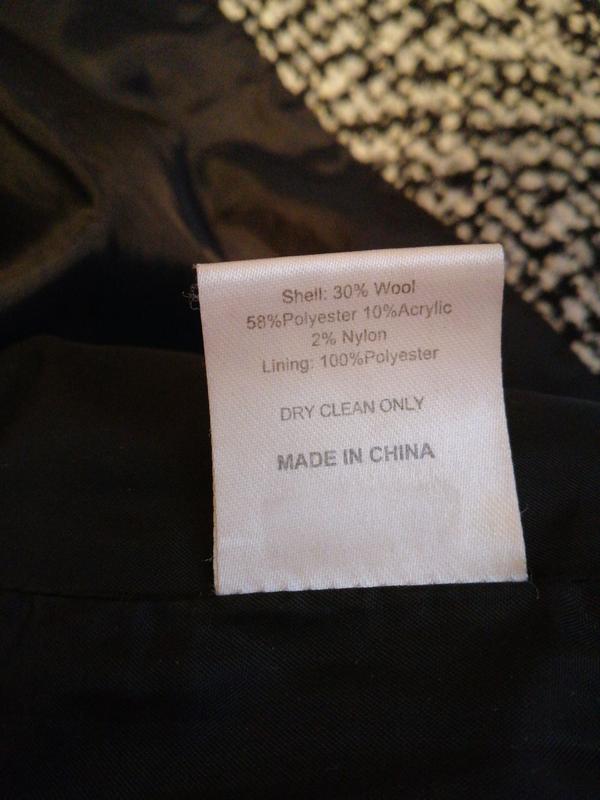 Shell: 30% Wool
58%Polyester 10%Acrylic
2% Nylon
Lining: 100%Polyester
DRY CLEAN ONLY
MADE IN CHINA